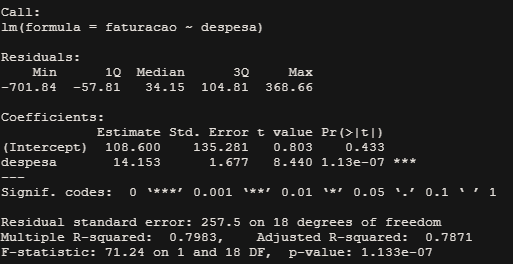 Call:
lm(formula = faturacao ~ despesa)
Residuals:
    Min      1Q  Median      3Q     Max
-701.84  -57.81   34.15  104.81  368.66
Coefficients:
            Estimate Std. Error t value Pr(>|t|)
(Intercept)  108.600    135.281   0.803    0.433
despesa       14.153      1.677   8.440 1.13e-07 ***
---
Signif. codes:  0 ‘***’ 0.001 ‘**’ 0.01 ‘*’ 0.05 ‘.’ 0.1 ‘ ’ 1
Residual standard error: 257.5 on 18 degrees of freedom
Multiple R-squared:  0.7983,    Adjusted R-squared:  0.7871
F-statistic: 71.24 on 1 and 18 DF,  p-value: 1.133e-07